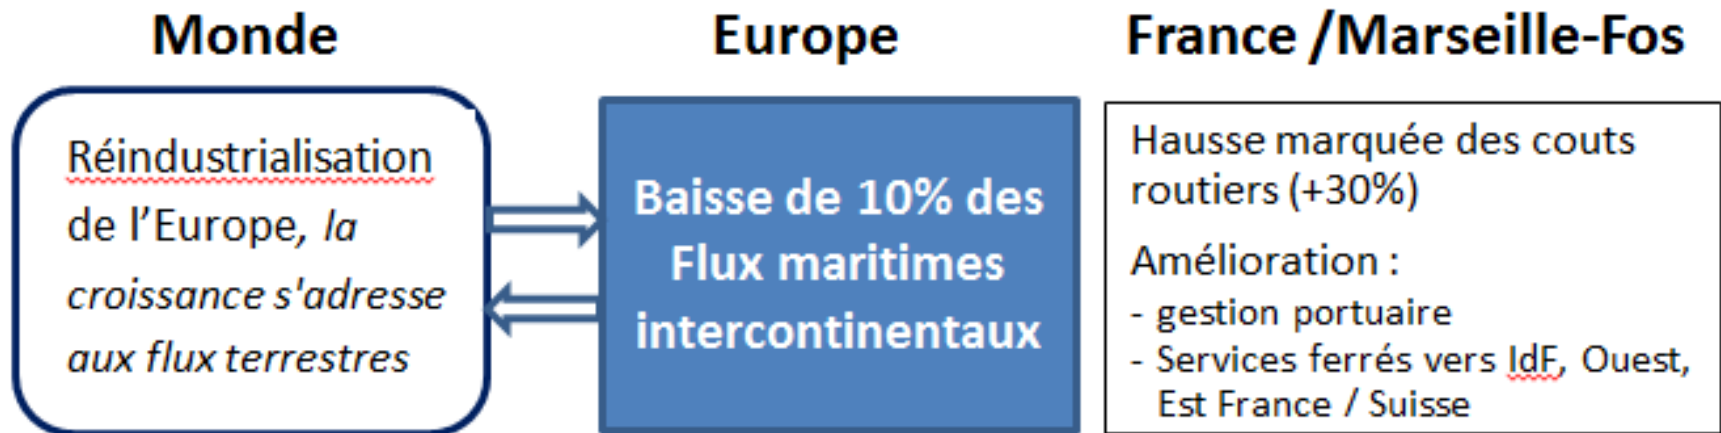 Monde
Europe
France /Marseille-Fos
Réindustrialisation
de l'Europe, la
croissance s'adresse
aux flux terrestres
Baisse de 10% des
Flux maritimes
intercontinentaux
Hausse marquée des couts
routiers (+30%)
Amélioration :
- gestion portuaire
- Services ferrés vers IdF, Ouest,
Est France / Suisse